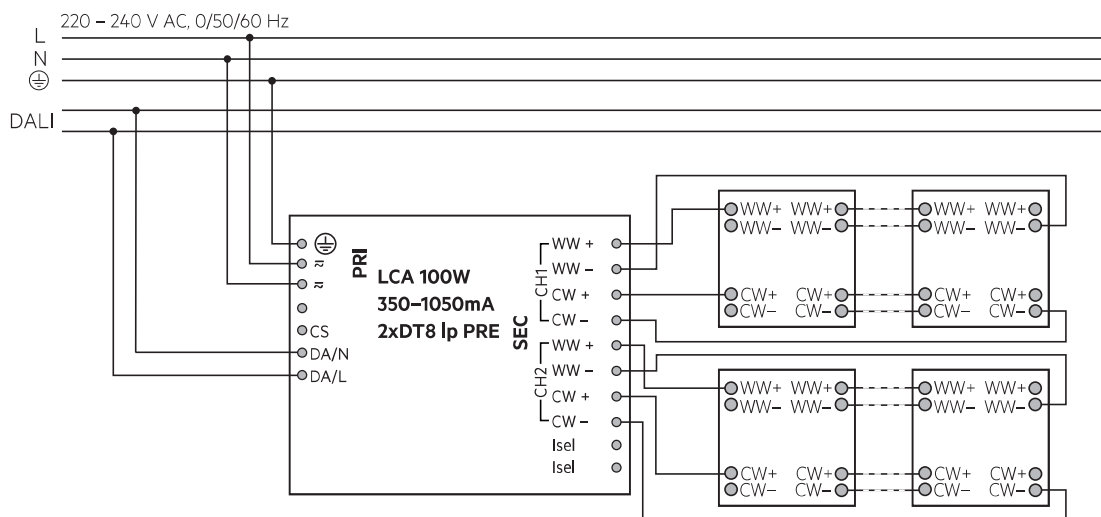 220 – 240 V AC, 0/50/60 Hz
L
N
DALI
PRI
≂
≂
CS
DA/N
DA/L
LCA 100W
350–1050mA
2xDT8 lp PRE
SEC
CH1
WW +
WW –
CW +
CW –
CH2
WW +
WW –
CW +
CW –
Isel
Isel
WW+ WW+ WW+ WW+
WW– WW– WW– WW–
CW+ CW+ CW+ CW+
CW– CW– CW– CW–
WW+ WW+ WW+ WW+
WW– WW– WW– WW–
CW+ CW+ CW+ CW+
CW– CW– CW– CW–